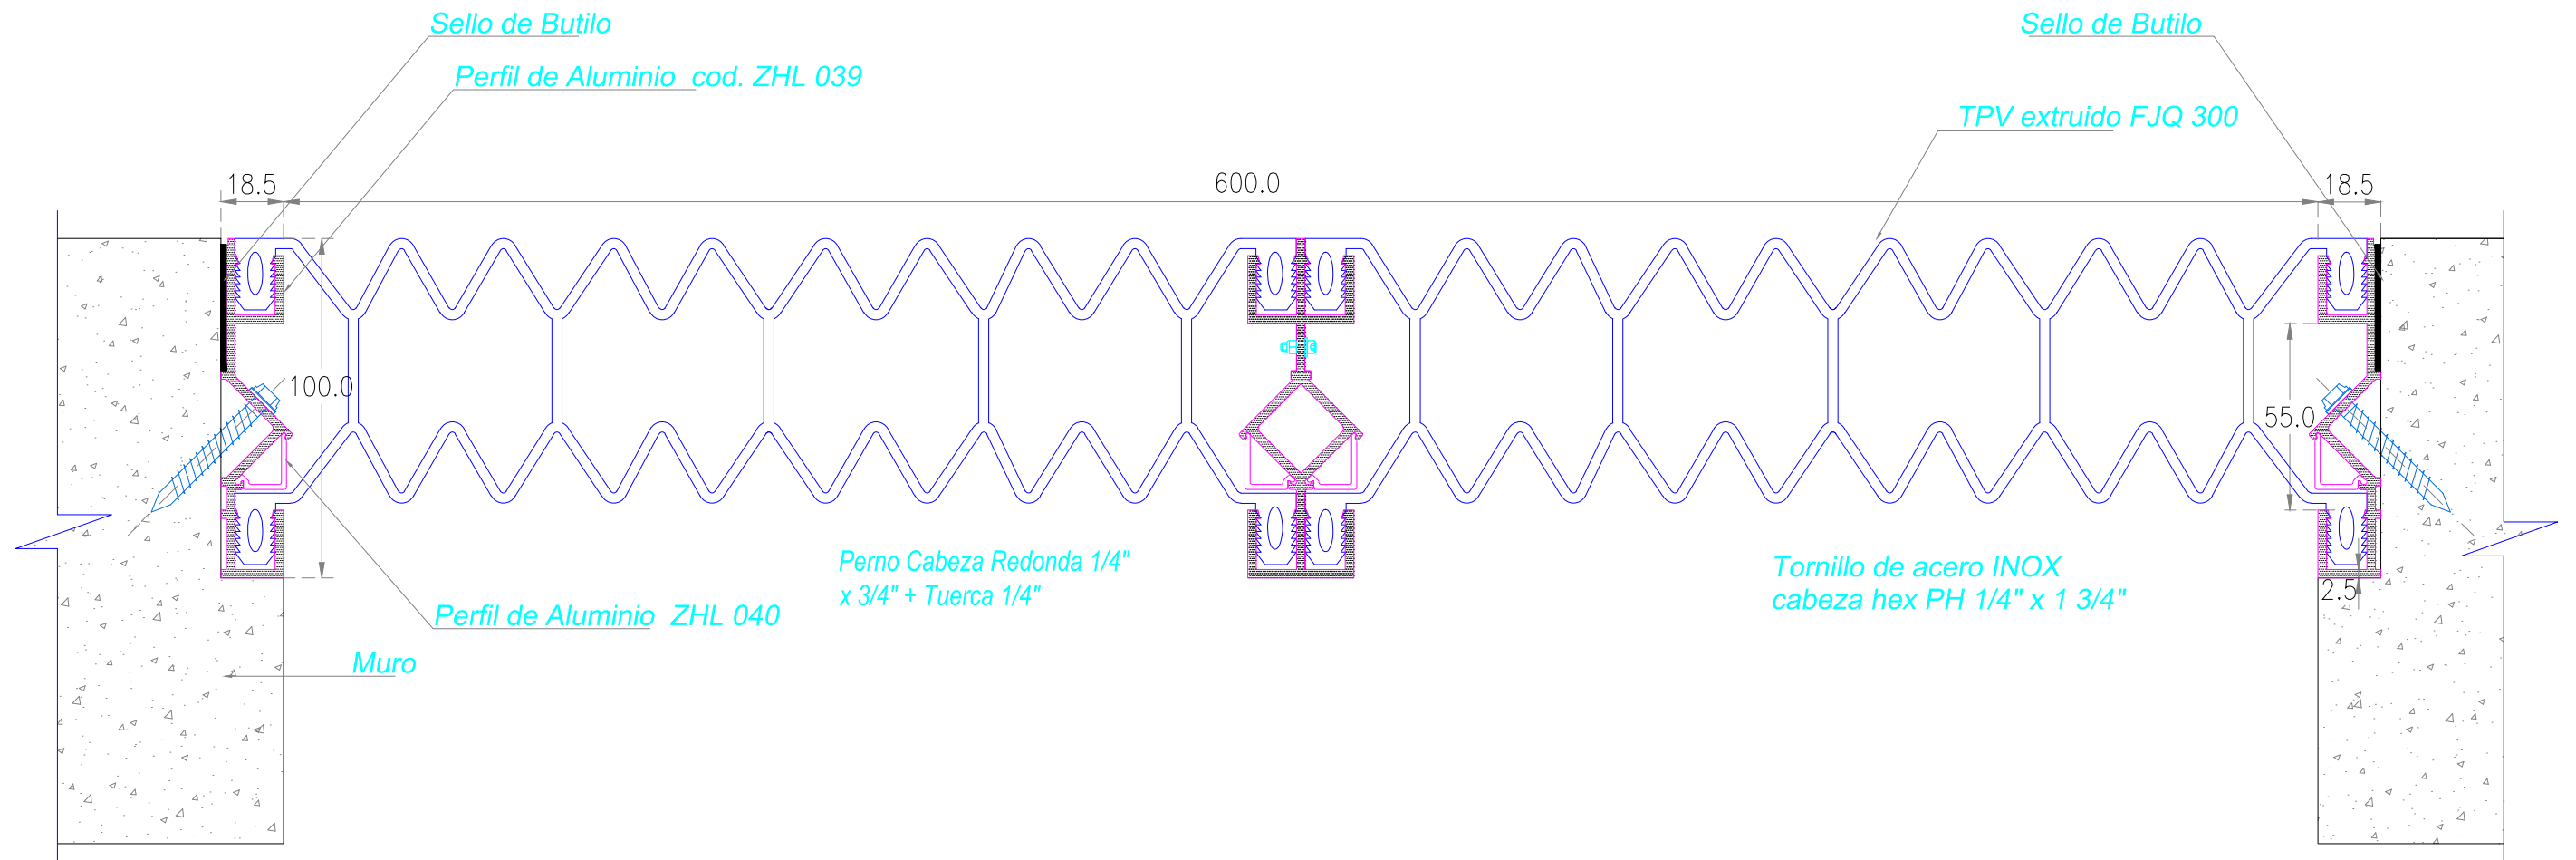 Sello de Butilo
Sello de Butilo
Perfil de Aluminio cod. ZHL 039
TPV extruido FJQ 300
18.5
600.0
18.5
100.0
55.0
Perno Cabeza Redonda 1/4"
x 3/4" + Tuerca 1/4"
Tornillo de acero INOX
cabeza hex PH 1/4" x 1 3/4"
2.5
Perfil de Aluminio ZHL 040
Muro